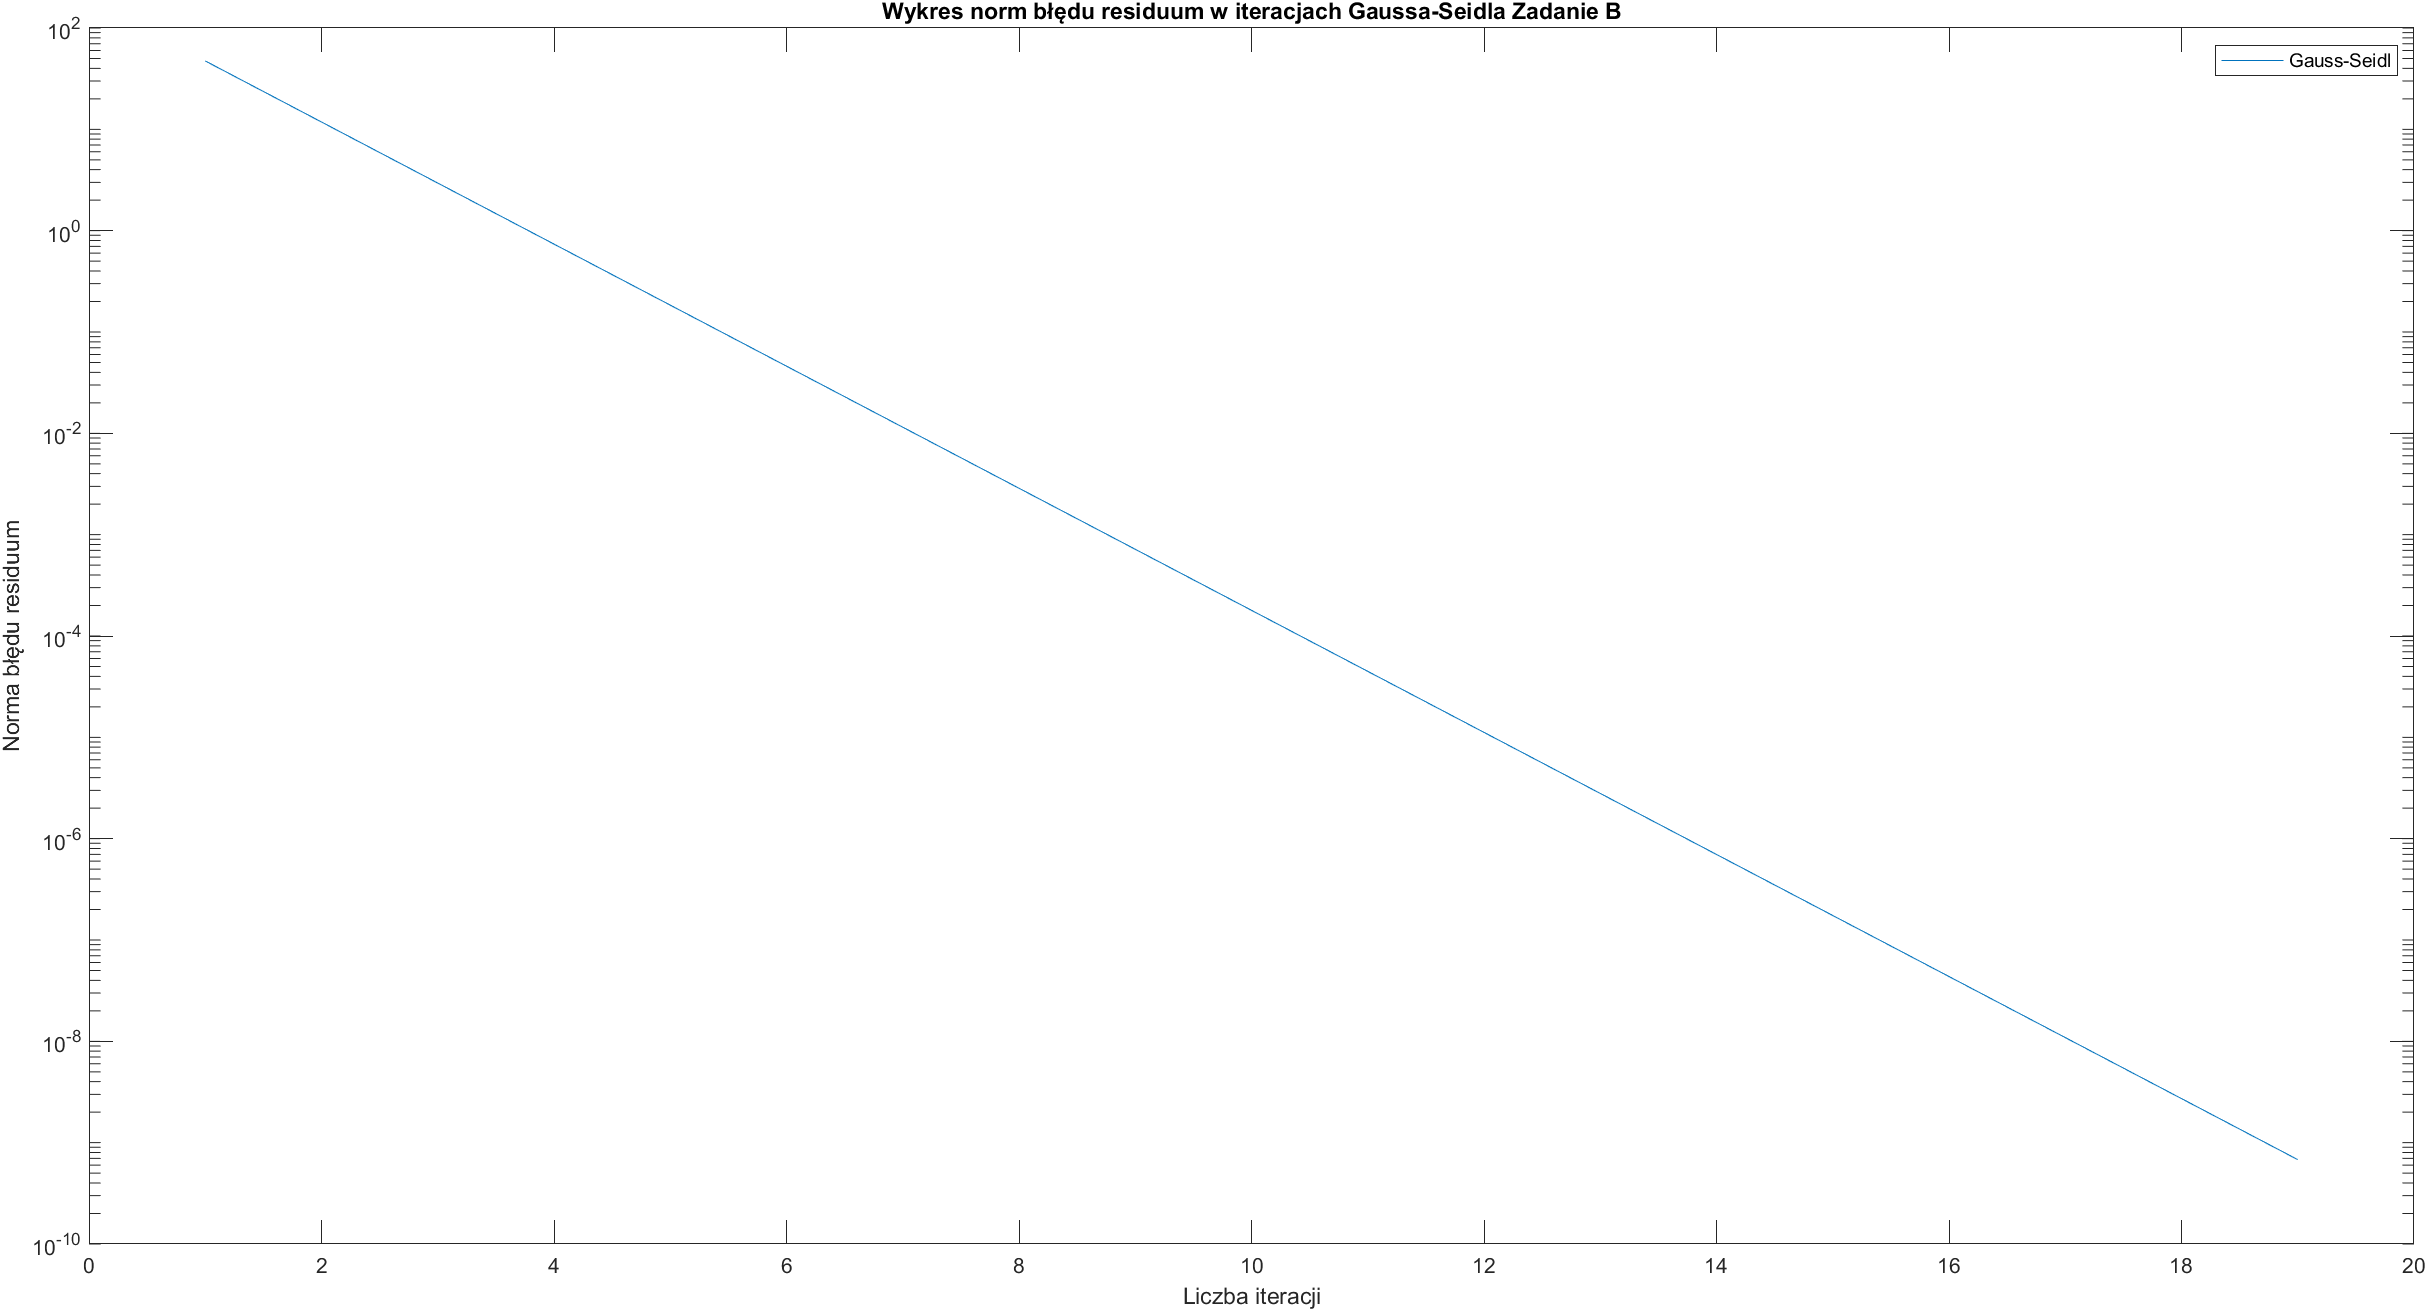 Wykres norm błędu residuum w iteracjach Gaussa-Seidla Zadanie B
Gauss-Seidl
10^2
10^0
10^-2
10^-4
10^-6
10^-8
10^-10
Norma błędu residuum
0 2 4 6 8 10 12 14 16 18 20
Liczba iteracji